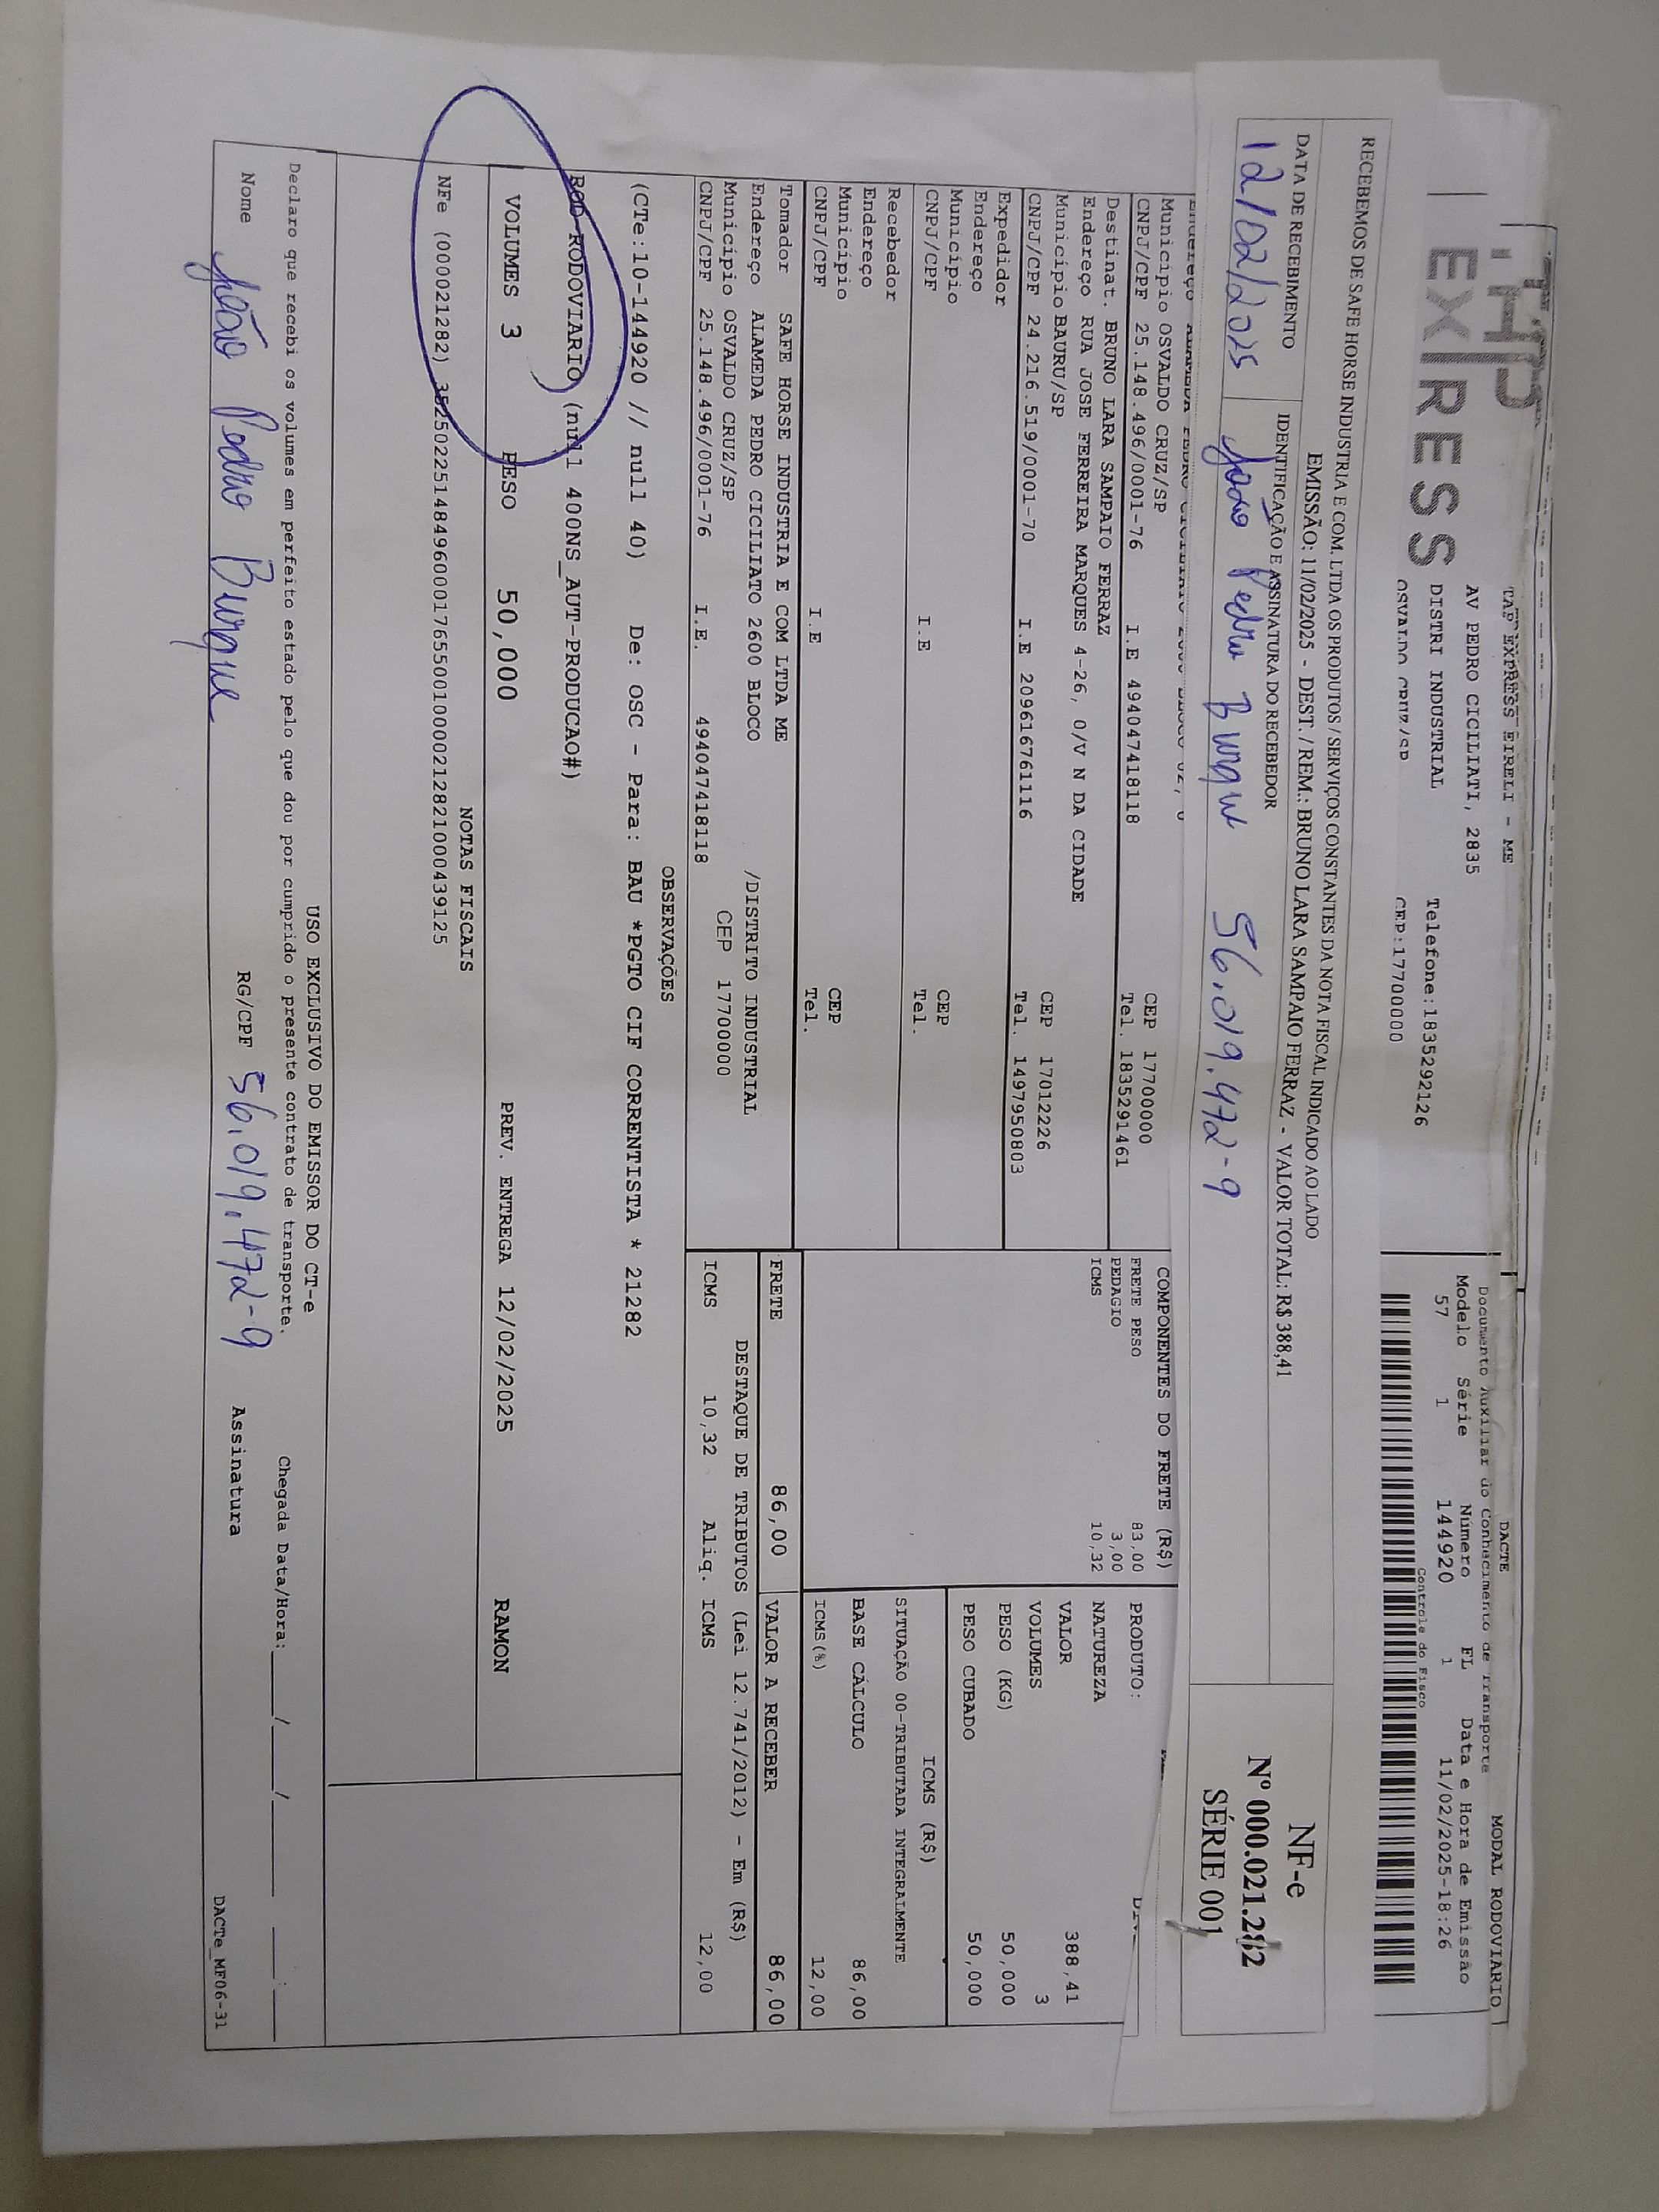 EXPRESS
TAP EXPRESS EIRELI - ME
AV PEDRO CICILIATI, 2835
DISTRI INDUSTRIAL
OSVALDO CRUZ/SP
Telefone:1835292126
CEP:17700000
DACTE
MODAL RODOVIARIO
Documento Auxiliar do Conhecimento de Transporte
Modelo Série Número FL Data e Hora de Emissão
57 1 144920 1 11/02/2025-18:26
Controle do Fisco
RECEBEMOS DE SAFE HORSE INDUSTRIA E COM. LTDA OS PRODUTOS / SERVIÇOS CONSTANTES DA NOTA FISCAL INDICADO AO LADO
EMISSÃO: 11/02/2025 - DEST. / REM.: BRUNO LARA SAMPAIO FERRAZ - VALOR TOTAL: R$ 388,41
DATA DE RECEBIMENTO
12/02/2025
IDENTIFICAÇÃO E ASSINATURA DO RECEBEDOR
João Pedro Burque 56.019.472-9
NF-e
Nº 000.021.282
SÉRIE 001
Municipio OSVALDO CRUZ/SP CEP 17700000
CNPJ/CPF 25.148.496/0001-76 I.E 494047418118 Tel. 1835291461
Destinat. BRUNO LARA SAMPAIO FERRAZ
Endereço RUA JOSE FERREIRA MARQUES 4-26, 0/V N DA CIDADE
Município BAURU/SP CEP 17012226
CNPJ/CPF 24.216.519/0001-70 I.E 209616761116 Tel. 1497950803
Expedidor
Endereço
Município CEP
CNPJ/CPF I.E Tel.
Recebedor
Endereço
Município CEP
CNPJ/CPF I.E Tel.
Tomador SAFE HORSE INDUSTRIA E COM LTDA ME
Endereço ALAMEDA PEDRO CICILIATO 2600 BLOCO /DISTRITO INDUSTRIAL
Município OSVALDO CRUZ/SP CEP 17700000
CNPJ/CPF 25.148.496/0001-76 I.E. 494047418118
COMPONENTES DO FRETE (R$)
FRETE PESO 83,00
PEDAGIO 3,00
ICMS 10,32
PRODUTO:
NATUREZA
VALOR 388,41
VOLUMES 3
PESO (KG) 50,000
PESO CUBADO 50,000
ICMS (R$)
SITUAÇÃO 00-TRIBUTADA INTEGRALMENTE
BASE CÁLCULO 86,00
ICMS(%) 12,00
FRETE 86,00 VALOR A RECEBER 86,00
DESTAQUE DE TRIBUTOS (Lei 12.741/2012) - Em (R$)
ICMS 10,32 Aliq. ICMS 12,00
OBSERVAÇÕES
(CTe:10-144920 // null 40) De: OSC - Para: BAU *PGTO CIF CORRENTISTA * 21282
ROD-RODOVIARIO (null 400NS_AUT-PRODUCAO#)
VOLUMES 3 PESO 50,000 PREV. ENTREGA 12/02/2025 RAMON
NOTAS FISCAIS
NFe (000021282) 35250225148496000176550010000212821000439125
USO EXCLUSIVO DO EMISSOR DO CT-e
Declaro que recebi os volumes em perfeito estado pelo que dou por cumprido o presente contrato de transporte. Chegada Data/Hora: ___/___/___ __:__
Nome João Pedro Burque RG/CPF 56.019.472-9 Assinatura
DACTe_MF06-31